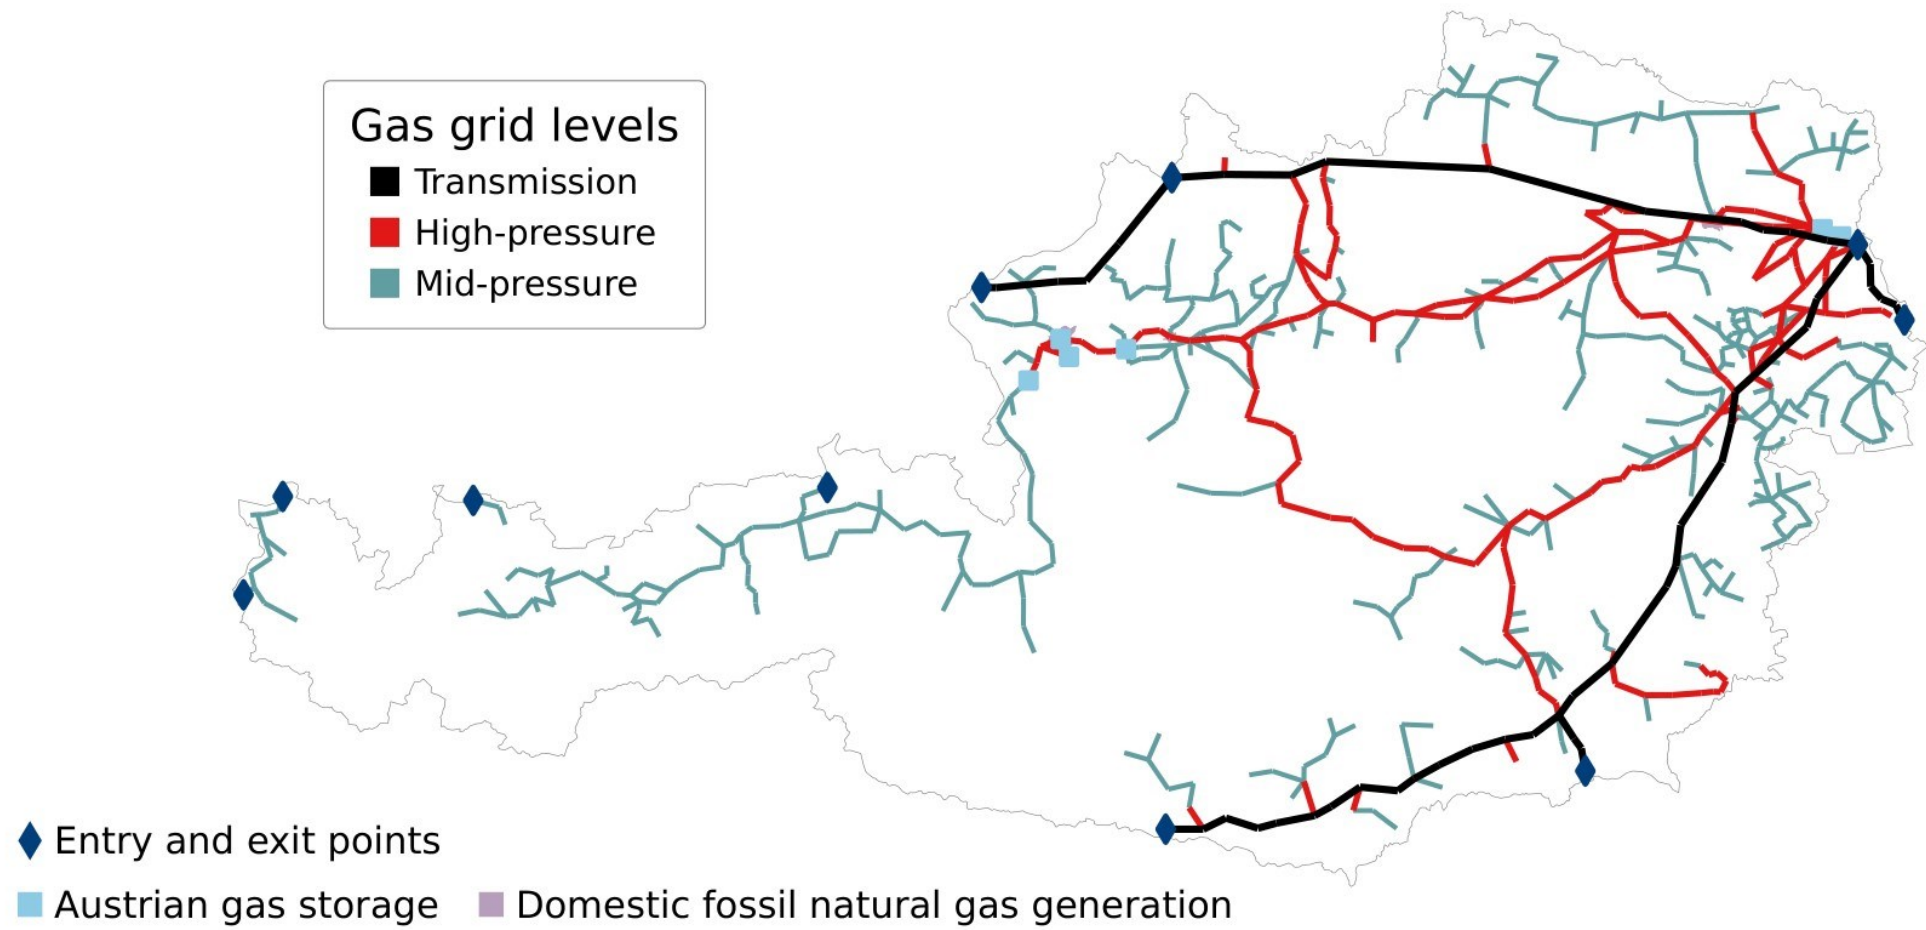 Gas grid levels
Transmission
High-pressure
Mid-pressure
Entry and exit points
Austrian gas storage
Domestic fossil natural gas generation